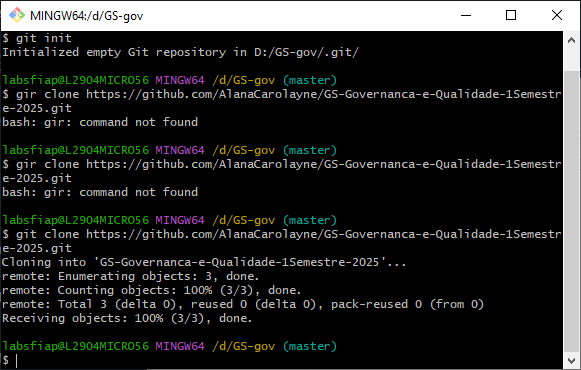 MINGW64:/d/GS-gov
$ git init
Initialized empty Git repository in D:/GS-gov/.git/
labsfiap@L2904MICRO56 MINGW64 /d/GS-gov (master)
$ gir clone https://github.com/AlanaCarolayne/GS-Governanca-e-Qualidade-1Semestr
e-2025.git
bash: gir: command not found
labsfiap@L2904MICRO56 MINGW64 /d/GS-gov (master)
$ gir clone https://github.com/AlanaCarolayne/GS-Governanca-e-Qualidade-1Semestr
e-2025.git
bash: gir: command not found
labsfiap@L2904MICRO56 MINGW64 /d/GS-gov (master)
$ git clone https://github.com/AlanaCarolayne/GS-Governanca-e-Qualidade-1Semestr
e-2025.git
Cloning into 'GS-Governanca-e-Qualidade-1Semestre-2025'...
remote: Enumerating objects: 3, done.
remote: Counting objects: 100% (3/3), done.
remote: Total 3 (delta 0), reused 0 (delta 0), pack-reused 0 (from 0)
Receiving objects: 100% (3/3), done.
labsfiap@L2904MICRO56 MINGW64 /d/GS-gov (master)
$